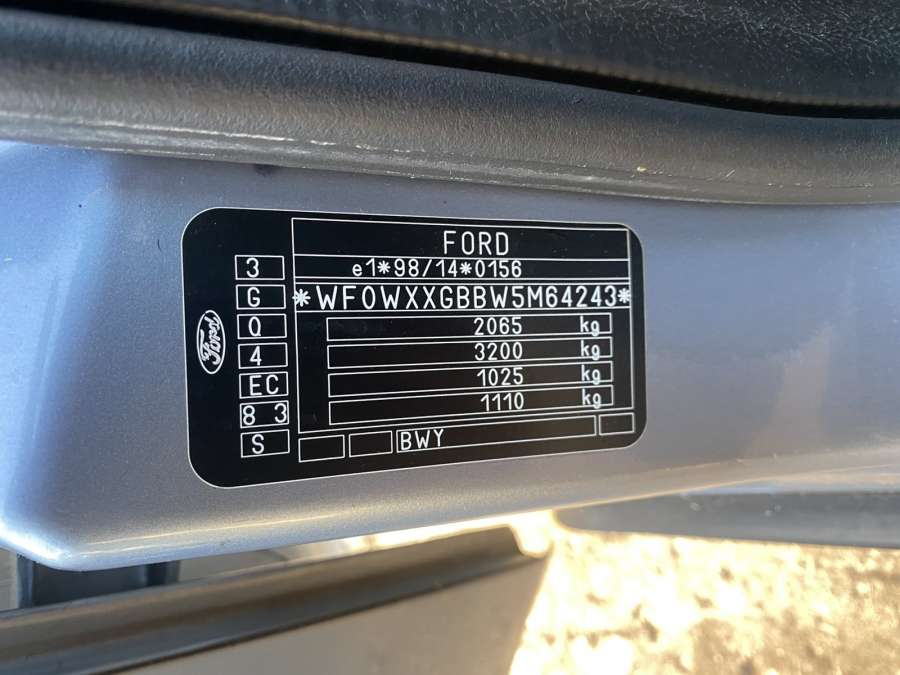 FORD
e1*98/14*0156
*WF0WXXGBBW5M64243*
2065 kg
3200 kg
1025 kg
1110 kg
BWY
3
G
Q
4
EC
8 3
S
Ford